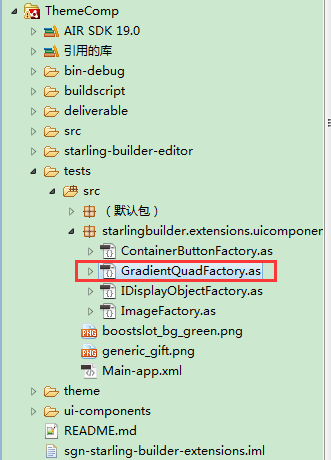 ThemeComp
AIR SDK 19.0
引用的库
bin-debug
buildscript
deliverable
src
starling-builder-editor
tests
src
（默认包）
starlingbuilder.extensions.uicomponer
ContainerButtonFactory.as
GradientQuadFactory.as
IDisplayObjectFactory.as
ImageFactory.as
boostslot_bg_green.png
generic_gift.png
Main-app.xml
theme
ui-components
README.md
sgn-starling-builder-extensions.iml